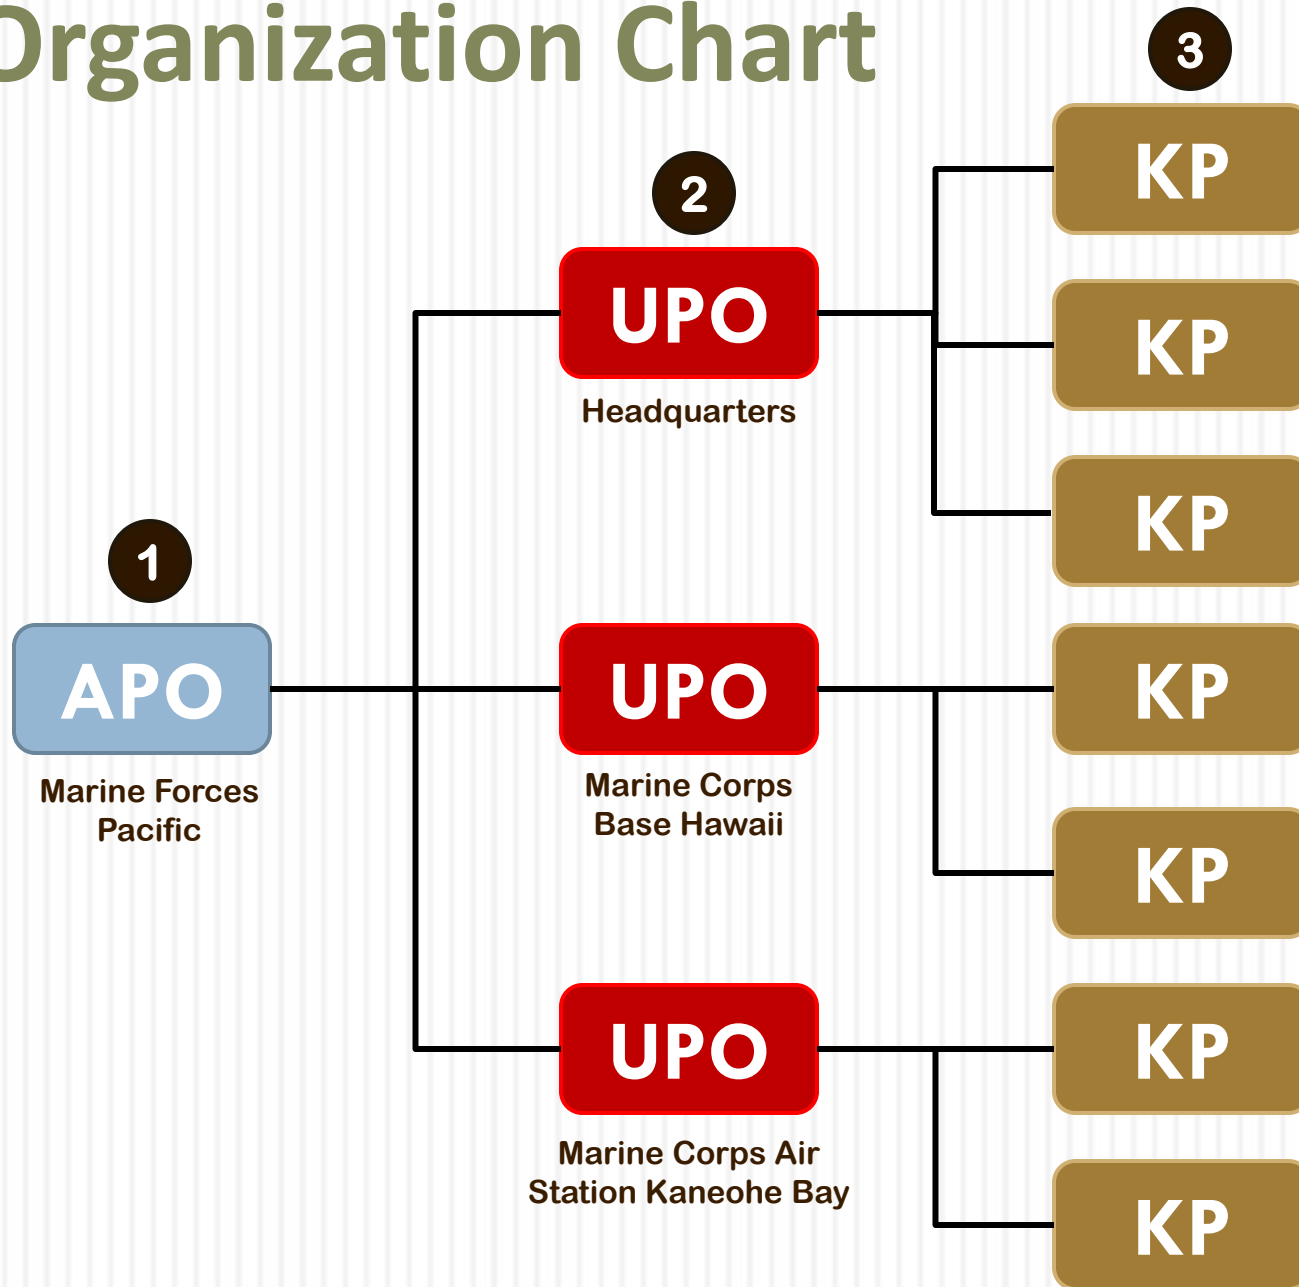 Organization Chart
3
KP
2
KP
UPO
Headquarters
KP
1
APO
UPO
KP
Marine Forces
Pacific
Marine Corps
Base Hawaii
KP
UPO
KP
Marine Corps Air
Station Kaneohe Bay
KP